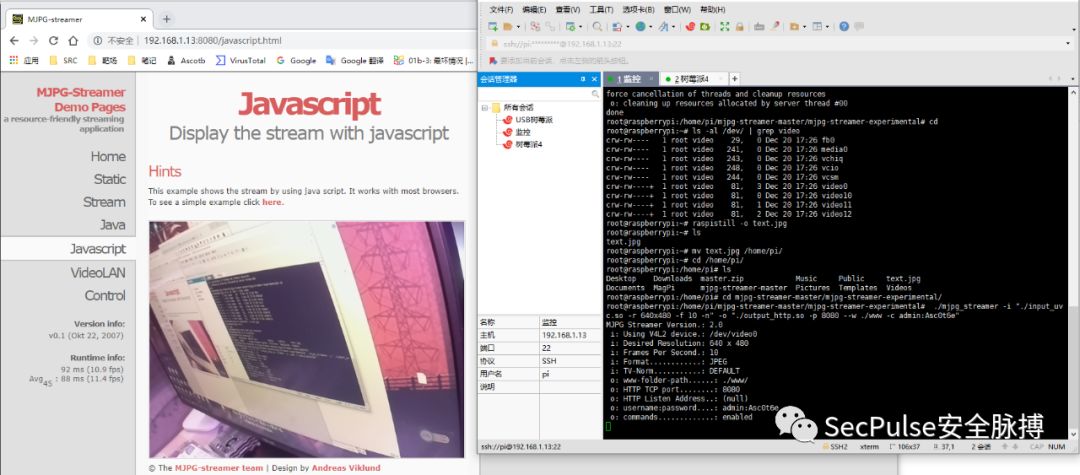 MJPG-streamer
不安全 192.168.1.13:8080/javascript.html
应用 SRC 靶场 笔记 Ascotb VirusTotal Google Google 翻译 01b-3: 最坏情况 |...
MJPG-Streamer
Demo Pages
a resource-friendly streaming
application
Home
Static
Stream
Java
Javascript
VideoLAN
Control
Version info:
v0.1 (Okt 22, 2007)
Runtime info:
92 ms (10.9 fps)
Avg45 : 88 ms (11.4 fps)
Javascript
Display the stream with javascript
Hints
This example shows the stream by using java script. It works with most browsers.
To see a simple example click here.
© The MJPG-streamer team | Design by Andreas Viklund
文件(F) 编辑(E) 查看(V) 工具(T) 选项卡(B) 窗口(W) 帮助(H)
ssh://pi:*********@192.168.1.13:22
要添加当前会话，点击左侧的箭头按钮。
会话管理器
所有会话
USB树莓派
监控
树莓派4
名称 监控
主机 192.168.1.13
端口 22
协议 SSH
用户名 pi
说明
1 监控
2 树莓派4
force cancellation of threads and cleanup resources
o: cleaning up resources allocated by server thread #00
done
root@raspberrypi:/home/pi/mjpg-streamer-master/mjpg-streamer-experimental# cd
root@raspberrypi:~# ls -al /dev/ | grep video
crw-rw---- 1 root video 29, 0 Dec 20 17:26 fb0
crw-rw---- 1 root video 241, 0 Dec 20 17:26 media0
crw-rw---- 1 root video 243, 0 Dec 20 17:26 vchiq
crw-rw---- 1 root video 248, 0 Dec 20 17:26 vcio
crw-rw---- 1 root video 244, 0 Dec 20 17:26 vcsm
crw-rw----+ 1 root video 81, 3 Dec 20 17:26 video0
crw-rw----+ 1 root video 81, 0 Dec 20 17:26 video10
crw-rw----+ 1 root video 81, 1 Dec 20 17:26 video11
crw-rw----+ 1 root video 81, 2 Dec 20 17:26 video12
root@raspberrypi:~# raspistill -o text.jpg
root@raspberrypi:~# ls
text.jpg
root@raspberrypi:~# mv text.jpg /home/pi/
root@raspberrypi:~# cd /home/pi/
root@raspberrypi:/home/pi# ls
Desktop Downloads master.zip Music Public text.jpg
Documents MagPi mjpg-streamer-master Pictures Templates Videos
root@raspberrypi:/home/pi# cd mjpg-streamer-master/mjpg-streamer-experimental/
root@raspberrypi:/home/pi/mjpg-streamer-master/mjpg-streamer-experimental# ./mjpg_streamer -i "./input_uv
c.so -r 640x480 -f 10 -n" -o "./output_http.so -p 8080 --w ./www -c admin:Asc0t6e"
MJPG Streamer Version.: 2.0
i: Using V4L2 device.: /dev/video0
i: Desired Resolution: 640 x 480
i: Frames Per Second.: 10
i: Format............: JPEG
i: TV-Norm...........: DEFAULT
o: www-folder-path......: ./www/
o: HTTP TCP port........: 8080
o: HTTP Listen Address..: (null)
o: username:password....: admin:Asc0t6e
o: commands.............: enabled
SecPulse安全脉搏
ssh://pi@192.168.1.13:22 SSH2 xterm 106x37 37,1 2 会话 CAP NUM